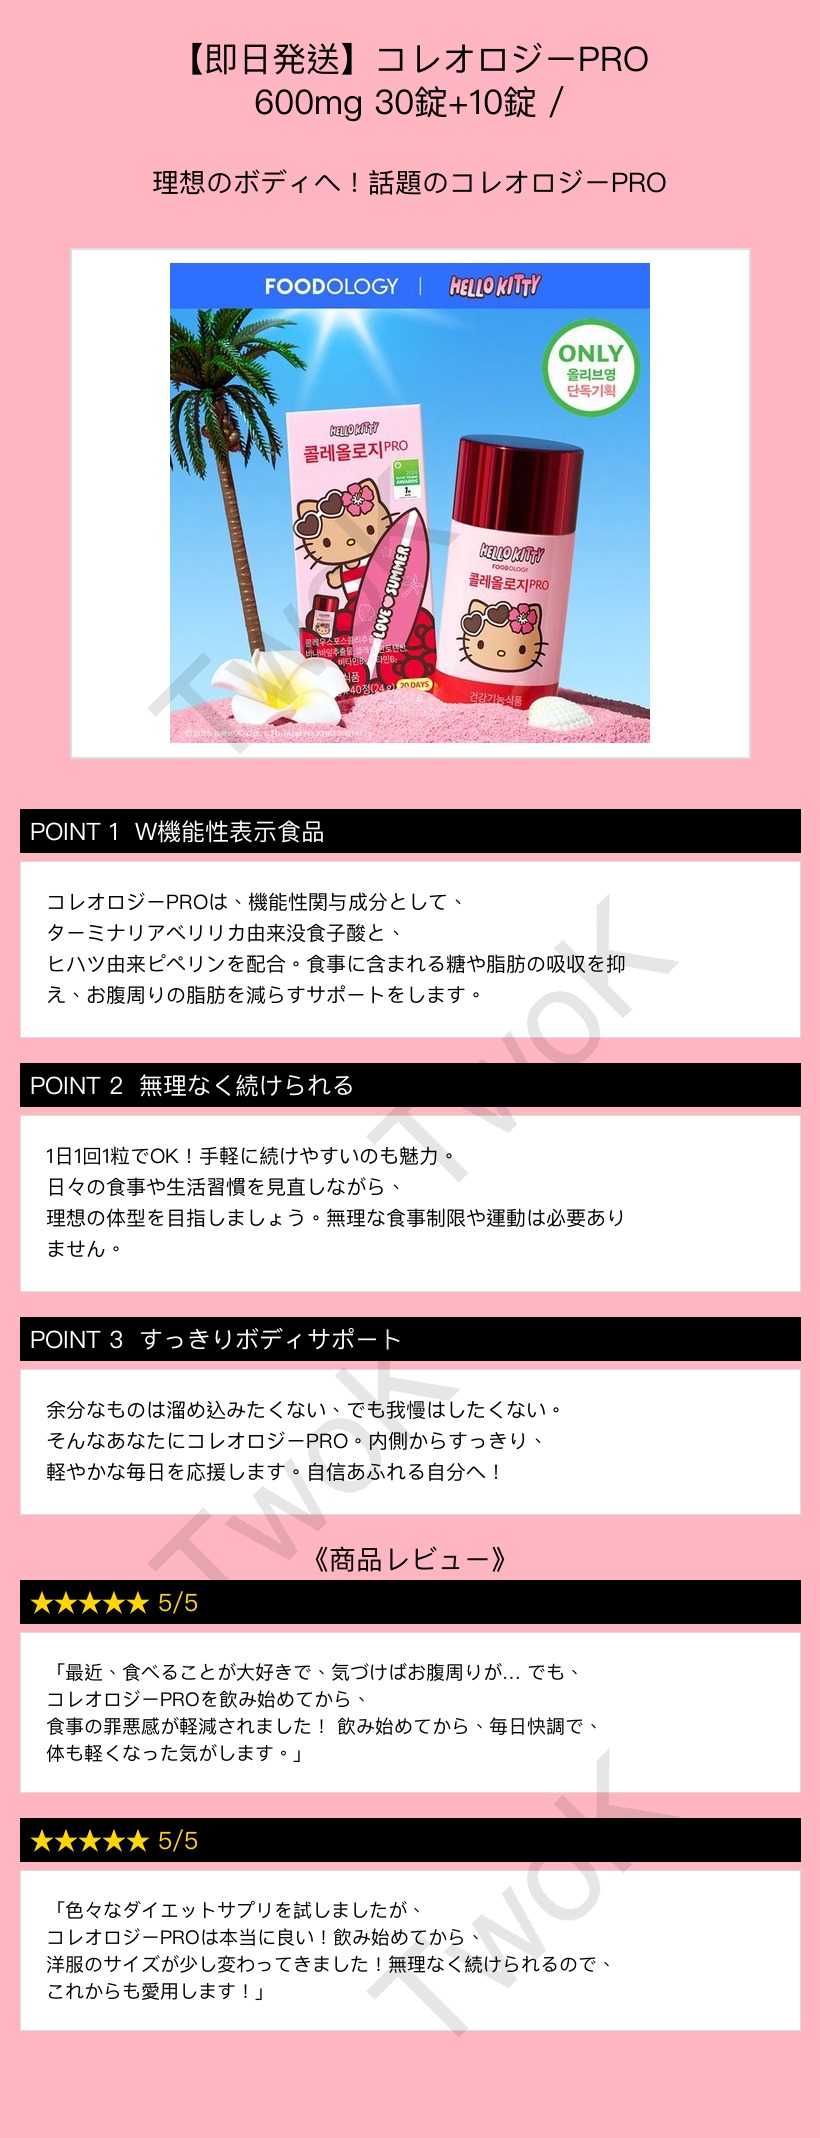 【即日発送】コレオロジーPRO
600mg 30錠+10錠 /
理想のボディへ！話題のコレオロジーPRO
FOODOLOGY | HELLO KITTY
ONLY
올리브영
단독기획
HELLO KITTY
콜레올로지PRO
AWARDS
LOVE SUMMER
20 DAYS
HELLO KITTY
FOODOLOGY
콜레올로지PRO
건강기능식품
POINT 1 W機能性表示食品
コレオロジーPROは、機能性関与成分として、
ターミナリアベリリカ由来没食子酸と、
ヒハツ由来ピペリンを配合。食事に含まれる糖や脂肪の吸収を抑
え、お腹周りの脂肪を減らすサポートをします。
POINT 2 無理なく続けられる
1日1回1粒でOK！手軽に続けやすいのも魅力。
日々の食事や生活習慣を見直しながら、
理想の体型を目指しましょう。無理な食事制限や運動は必要あり
ません。
POINT 3 すっきりボディサポート
余分なものは溜め込みたくない、でも我慢はしたくない。
そんなあなたにコレオロジーPRO。内側からすっきり、
軽やかな毎日を応援します。自信あふれる自分へ！
《商品レビュー》
★★★★★ 5/5
「最近、食べることが大好きで、気づけばお腹周りが... でも、
コレオロジーPROを飲み始めてから、
食事の罪悪感が軽減されました！ 飲み始めてから、毎日快調で、
体も軽くなった気がします。」
★★★★★ 5/5
「色々なダイエットサプリを試しましたが、
コレオロジーPROは本当に良い！飲み始めてから、
洋服のサイズが少し変わってきました！無理なく続けられるので、
これからも愛用します！」
TwoK
TwoK
TwoK
TwoK